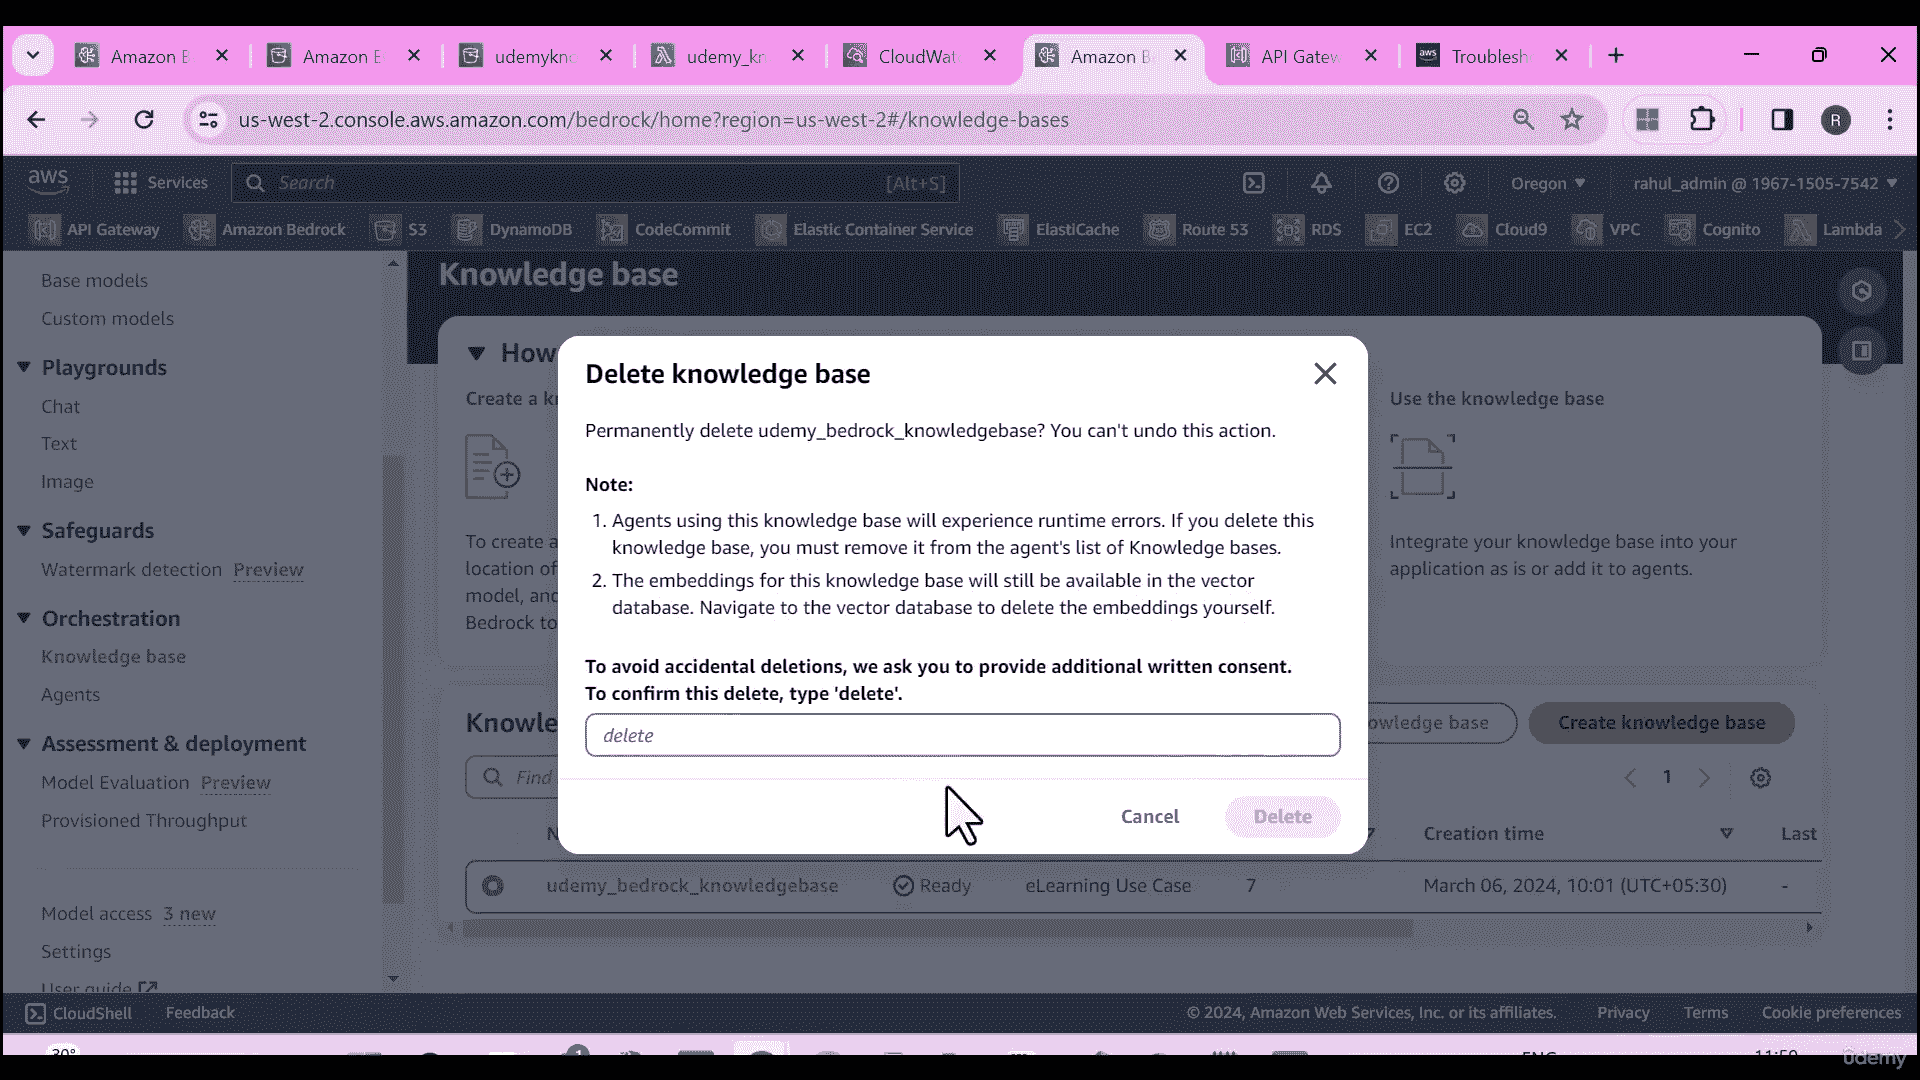 Amazon B
Amazon B
udemykno
udemy_kn
CloudWat
Amazon B
API Gatew
aws
Troublesh
us-west-2.console.aws.amazon.com/bedrock/home?region=us-west-2#/knowledge-bases
R
aws
Services
Search
[Alt+S]
Oregon
rahul_admin @ 1967-1505-7542
API Gateway
Amazon Bedrock
S3
DynamoDB
CodeCommit
Elastic Container Service
ElastiCache
Route 53
RDS
EC2
Cloud9
VPC
Cognito
Lambda
Base models
Custom models
Playgrounds
Chat
Text
Image
Safeguards
Watermark detection Preview
Orchestration
Knowledge base
Agents
Assessment & deployment
Model Evaluation Preview
Provisioned Throughput
Model access 3 new
Settings
User guide
Knowledge base
How
Create a k
To create a
location of
model, and
Bedrock to
Use the knowledge base
Integrate your knowledge base into your
application as is or add it to agents.
Delete knowledge base
Permanently delete udemy_bedrock_knowledgebase? You can't undo this action.
Note:
1. Agents using this knowledge base will experience runtime errors. If you delete this
knowledge base, you must remove it from the agent's list of Knowledge bases.
2. The embeddings for this knowledge base will still be available in the vector
database. Navigate to the vector database to delete the embeddings yourself.
To avoid accidental deletions, we ask you to provide additional written consent.
To confirm this delete, type 'delete'.
delete
Cancel
Delete
Knowle
owledge base
Create knowledge base
Find
1
N
Creation time
Last
udemy_bedrock_knowledgebase
Ready
eLearning Use Case
7
March 06, 2024, 10:01 (UTC+05:30)
-
CloudShell
Feedback
© 2024, Amazon Web Services, Inc. or its affiliates.
Privacy
Terms
Cookie preferences
30°
ENG
11:59
ûdemy